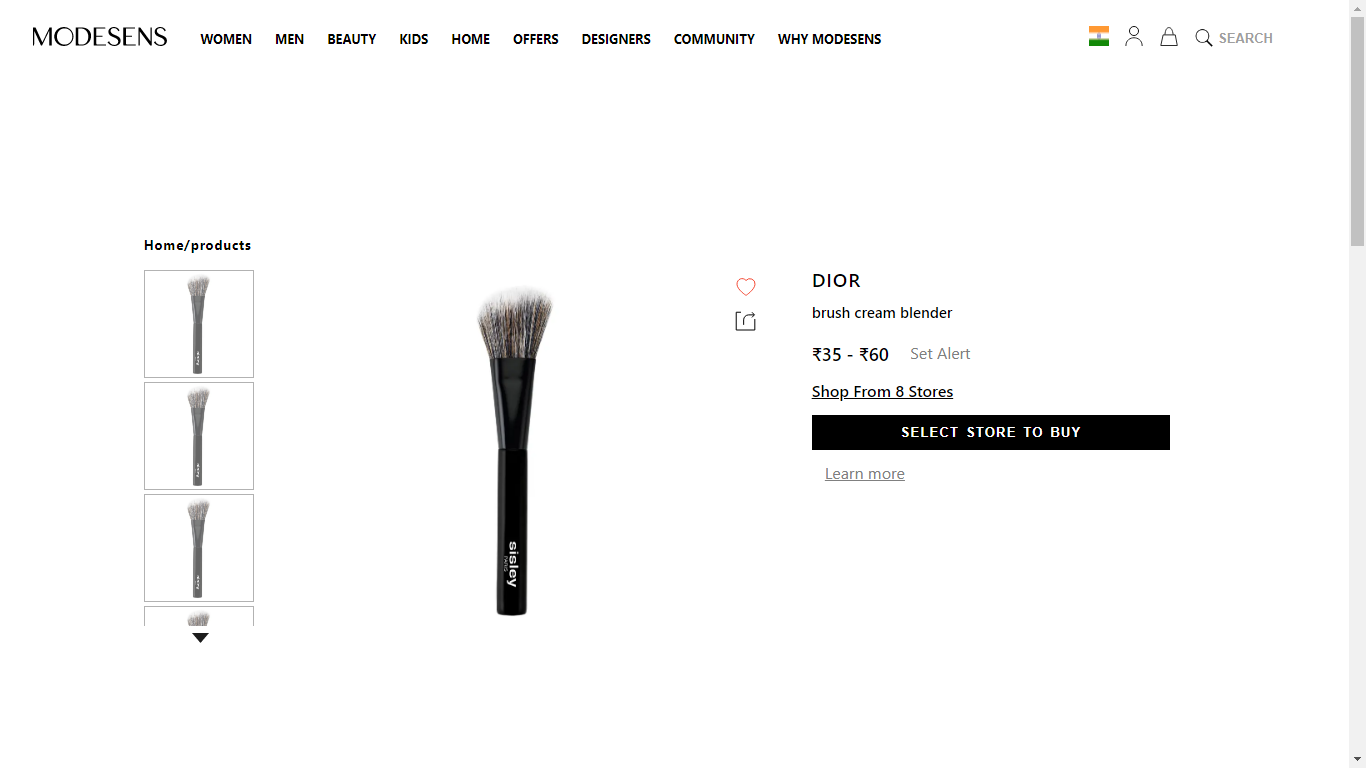 MODESENS
WOMEN MEN BEAUTY KIDS HOME OFFERS DESIGNERS COMMUNITY WHY MODESENS
SEARCH
Home/products
DIOR
brush cream blender
₹35 - ₹60 Set Alert
Shop From 8 Stores
SELECT STORE TO BUY
Learn more
sisley
PARIS